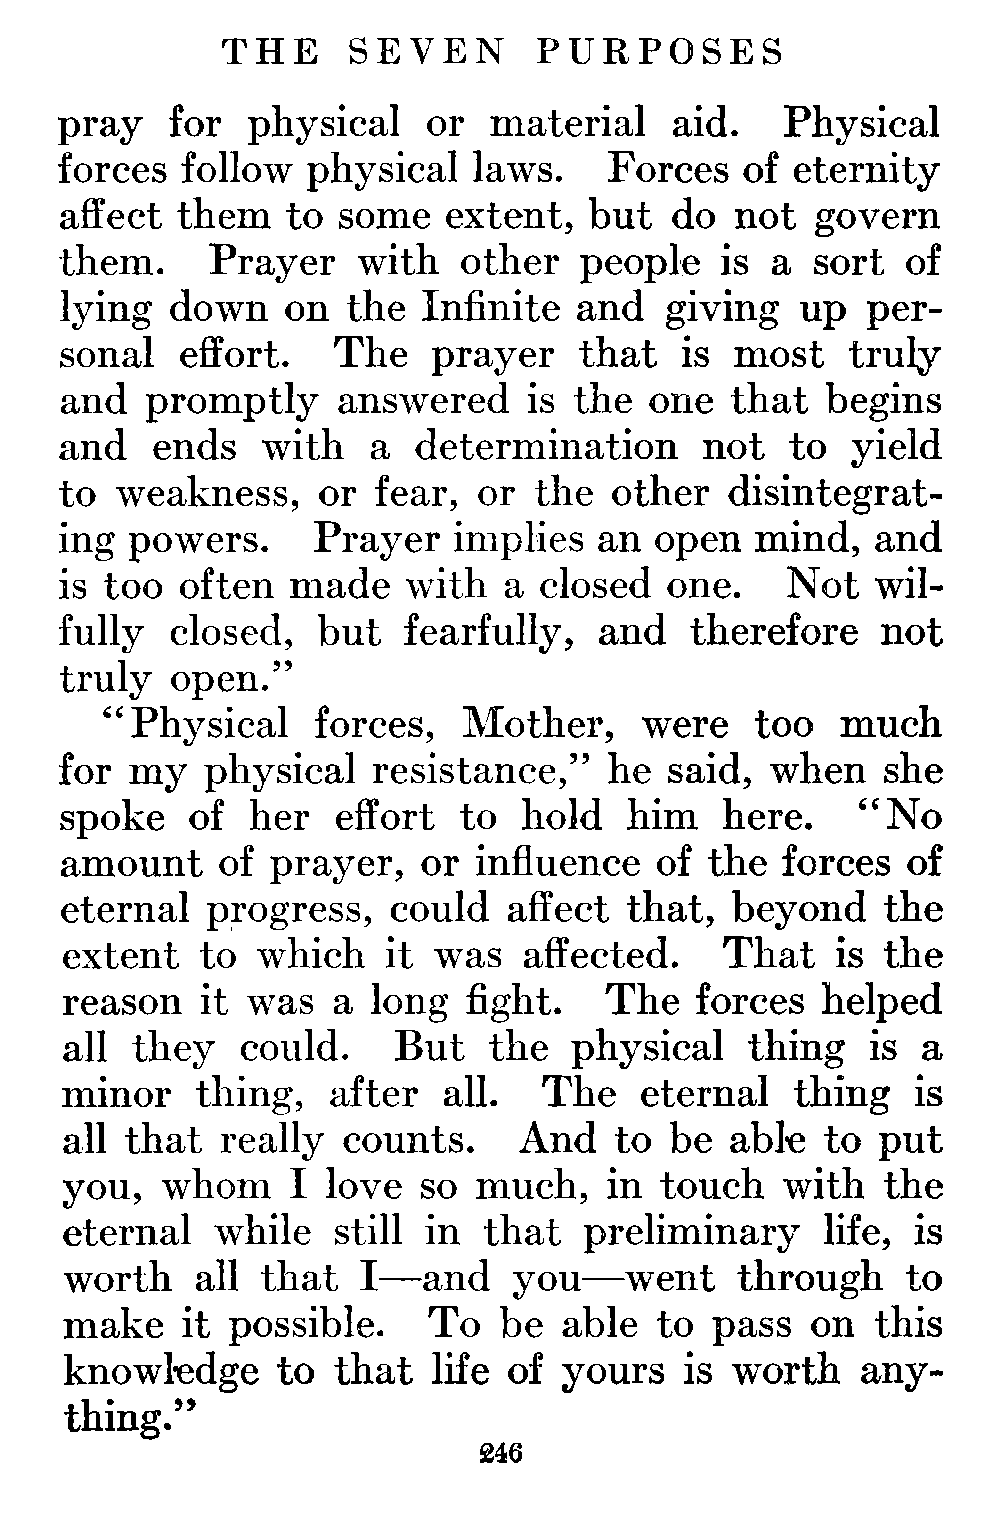 THE SEVEN PURPOSES
pray for physical or material aid. Physical
forces follow physical laws. Forces of eternity
affect them to some extent, but do not govern
them. Prayer with other people is a sort of
lying down on the Infinite and giving up per-
sonal effort. The prayer that is most truly
and promptly answered is the one that begins
and ends with a determination not to yield
to weakness, or fear, or the other disintegrat-
ing powers. Prayer implies an open mind, and
is too often made with a closed one. Not wil-
fully closed, but fearfully, and therefore not
truly open."
"Physical forces, Mother, were too much
for my physical resistance," he said, when she
spoke of her effort to hold him here. "No
amount of prayer, or influence of the forces of
eternal progress, could affect that, beyond the
extent to which it was affected. That is the
reason it was a long fight. The forces helped
all they could. But the physical thing is a
minor thing, after all. The eternal thing is
all that really counts. And to be able to put
you, whom I love so much, in touch with the
eternal while still in that preliminary life, is
worth all that I—and you—went through to
make it possible. To be able to pass on this
knowledge to that life of yours is worth any-
thing."
246